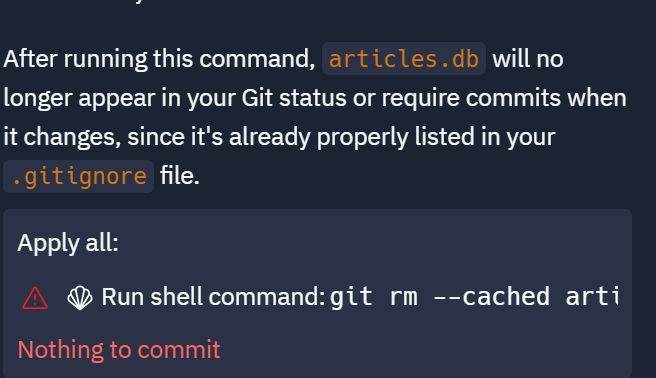 After running this command, articles.db will no
longer appear in your Git status or require commits when
it changes, since it's already properly listed in your
.gitignore file.
Apply all:
Run shell command: git rm --cached arti
Nothing to commit